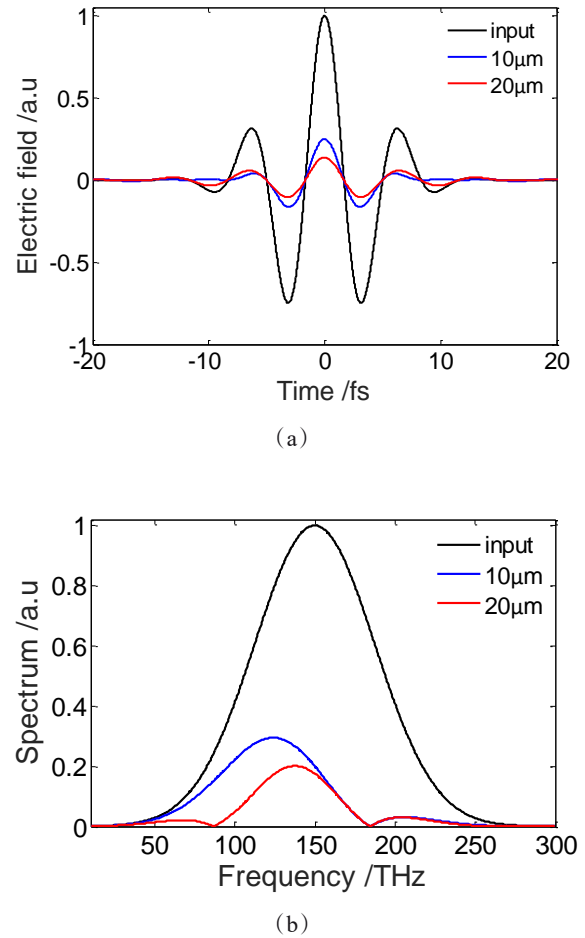 1
0.5
0
-0.5
-1
Electric field /a.u
input
10μm
20μm
-20
-10
0
10
20
Time /fs
(a)
1
0.8
0.6
0.4
0.2
0
Spectrum /a.u
input
10μm
20μm
50
100
150
200
250
300
Frequency /THz
(b)